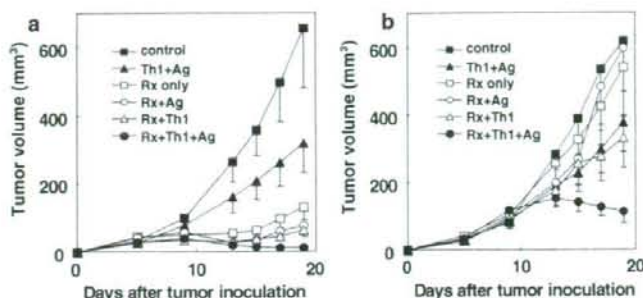 a
Tumor volume (mm³)
600
400
200
0
control
Th1+Ag
Rx only
Rx+Ag
Rx+Th1
Rx+Th1+Ag
0
10
20
Days after tumor inoculation
b
Tumor volume (mm³)
600
400
200
0
control
Th1+Ag
Rx only
Rx+Ag
Rx+Th1
Rx+Th1+Ag
0
10
20
Days after tumor inoculation